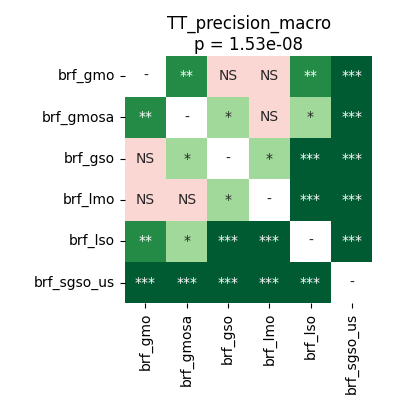 TT_precision_macro
p = 1.53e-08
brf_gmo - ** NS NS ** ***
brf_gmosa ** - * NS * ***
brf_gso NS * - * *** ***
brf_lmo NS NS * - *** ***
brf_lso ** * *** *** - ***
brf_sgso_us *** *** *** *** *** -
brf_gmo
brf_gmosa
brf_gso
brf_lmo
brf_lso
brf_sgso_us